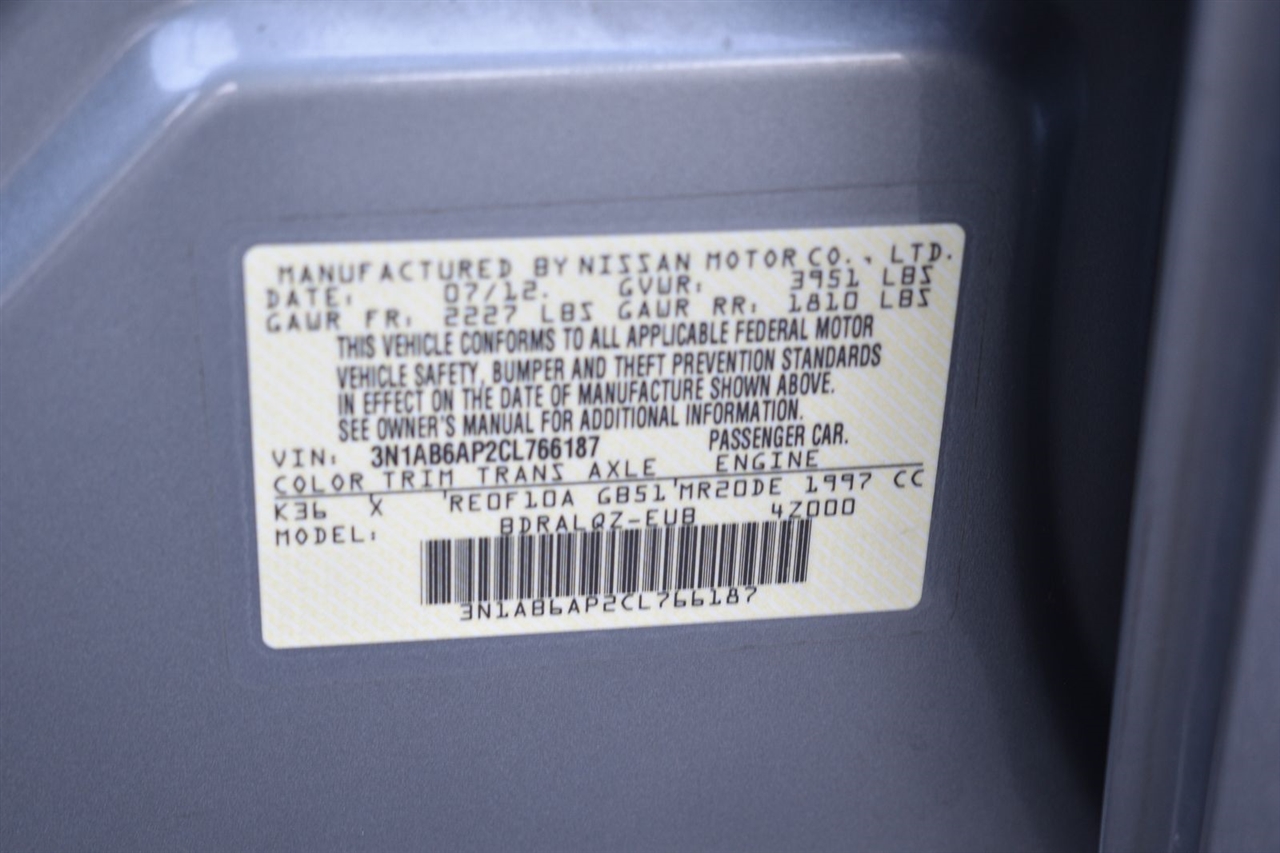 MANUFACTURED BY NISSAN MOTOR CO., LTD.
DATE: 07/12. GVWR: 3951 LBS
GAWR FR: 2227 LBS GAWR RR: 1810 LBS
THIS VEHICLE CONFORMS TO ALL APPLICABLE FEDERAL MOTOR
VEHICLE SAFETY, BUMPER AND THEFT PREVENTION STANDARDS
IN EFFECT ON THE DATE OF MANUFACTURE SHOWN ABOVE.
SEE OWNER'S MANUAL FOR ADDITIONAL INFORMATION.
VIN: 3N1AB6AP2CL766187 PASSENGER CAR.
COLOR TRIM TRANS AXLE ENGINE
K36 X 'RE0F10A GB51'MR20DE 1997 CC
MODEL: BDRALQZ-EUB 4Z000
3N1AB6AP2CL766187